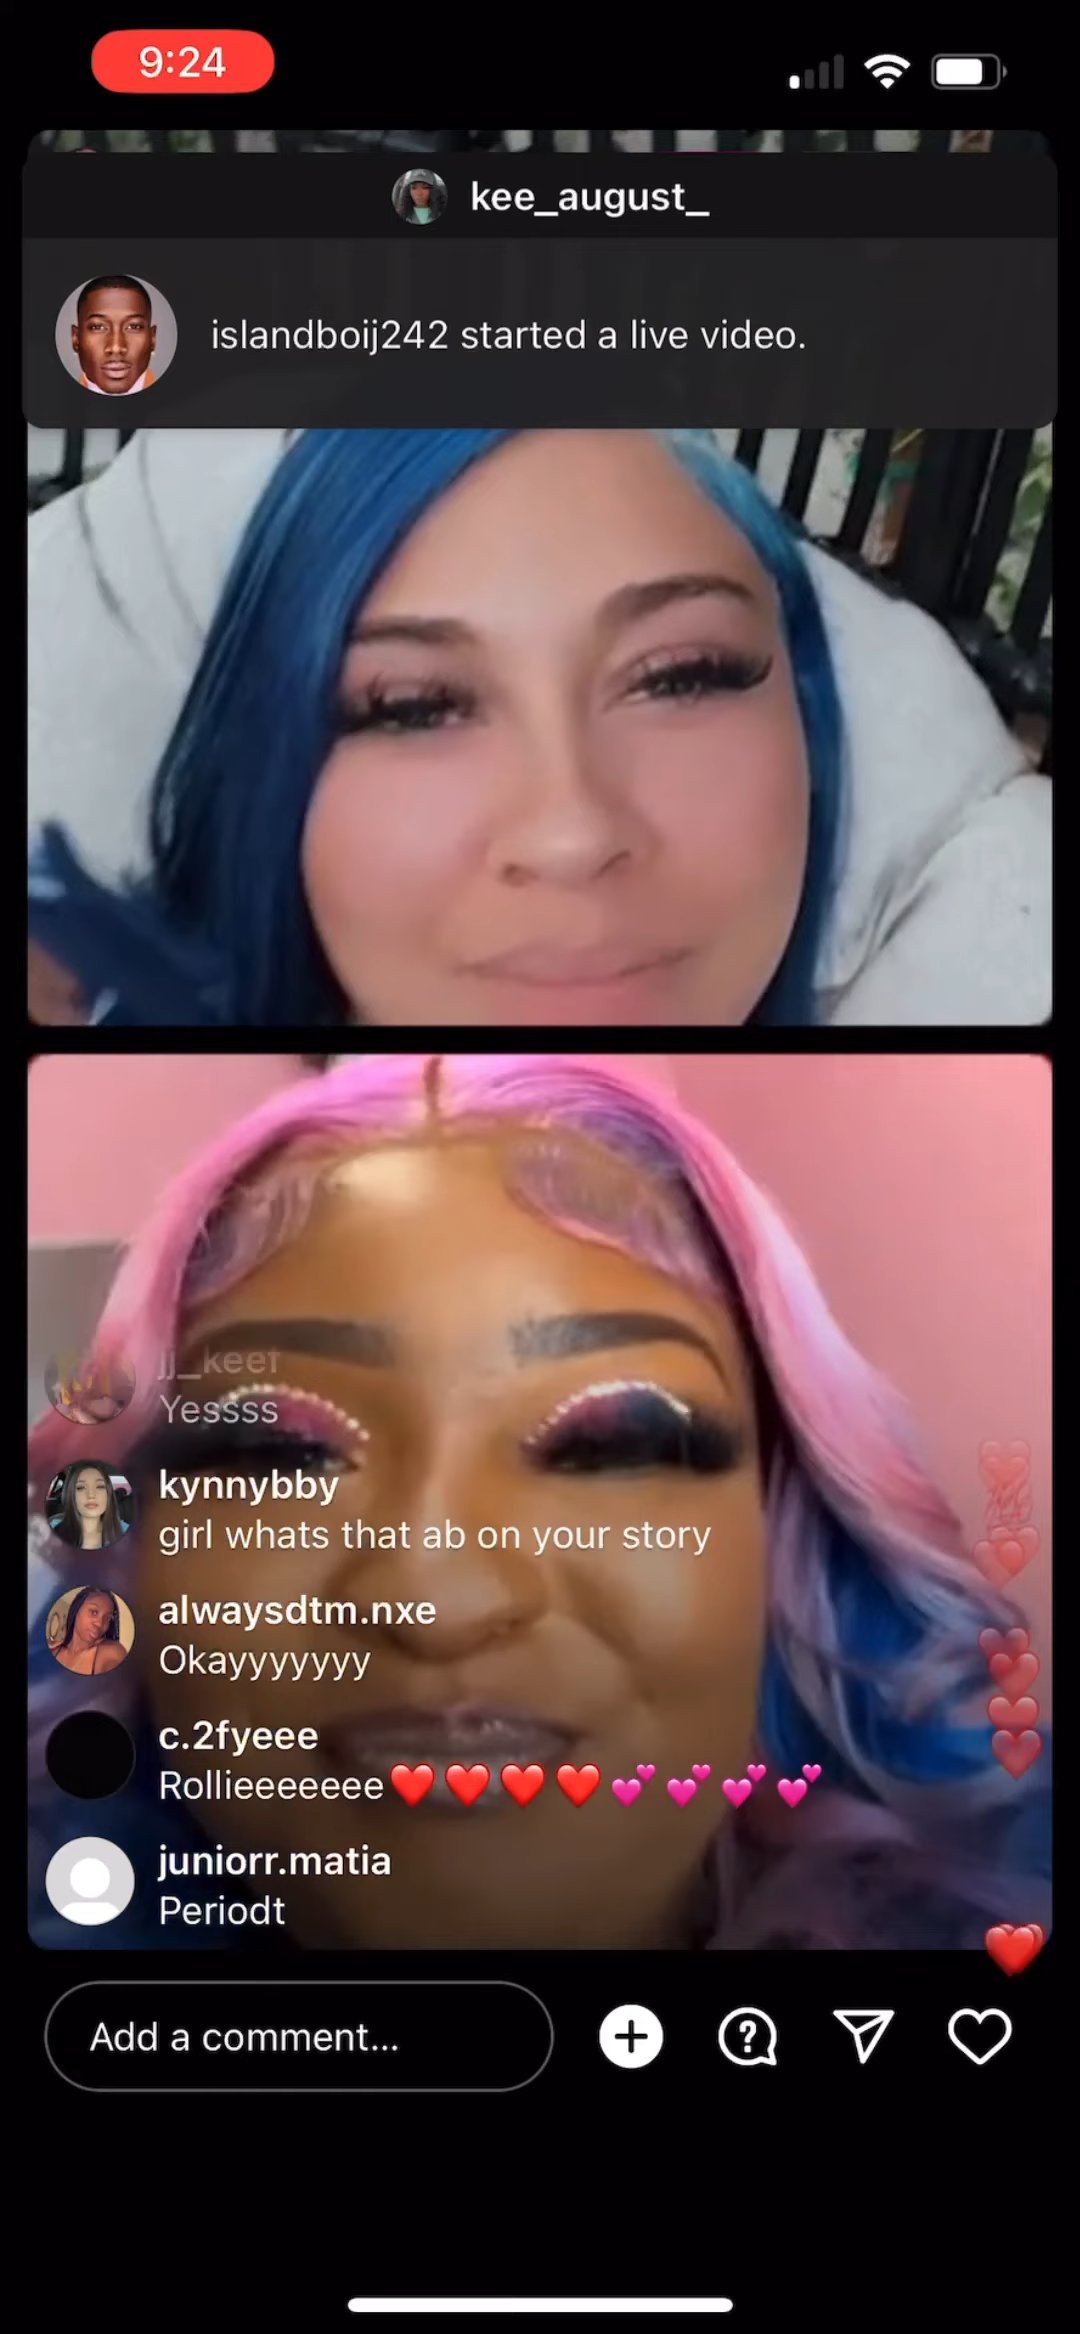 9:24
kee_august_
islandboij242 started a live video.
jj_keef
Yessss
kynnybby
girl whats that ab on your story
alwaysdtm.nxe
Okayyyyyyy
c.2fyeee
Rollieeeeeee❤️❤️❤️❤️💕💕💕💕
juniorr.matia
Periodt
Add a comment...